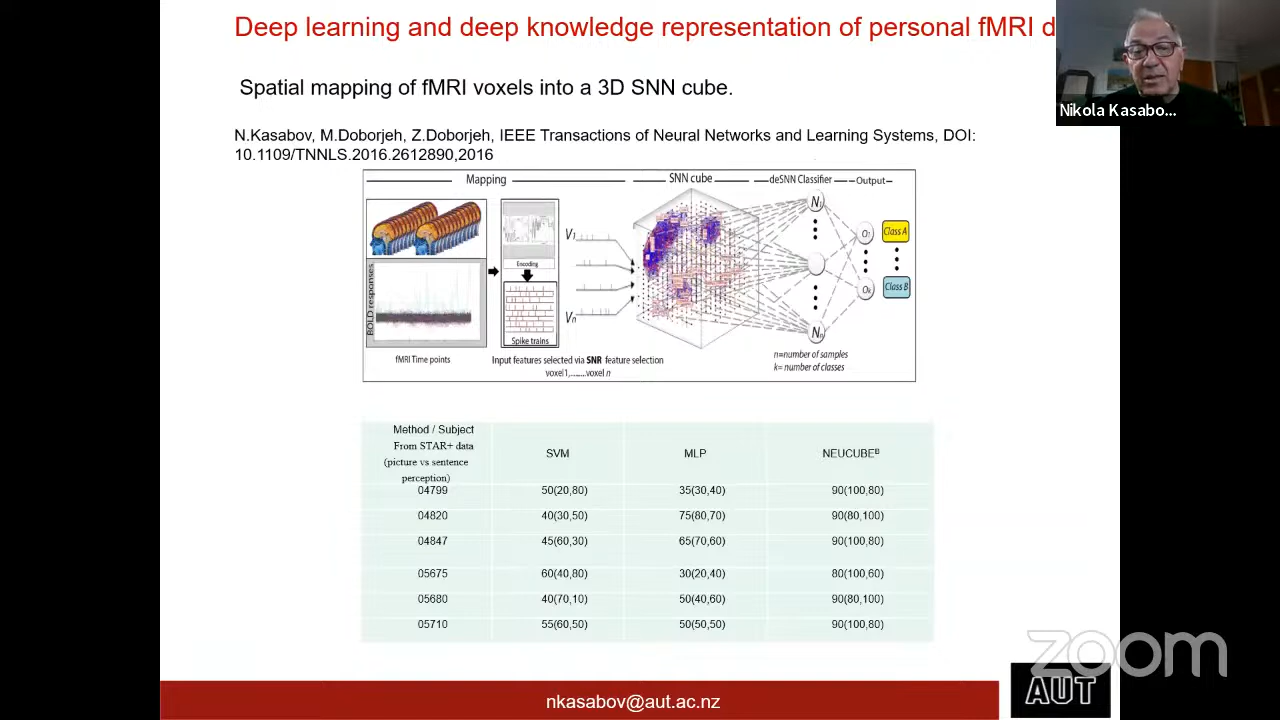 Deep learning and deep knowledge representation of personal fMRI d
Nikola Kasabo...
Spatial mapping of fMRI voxels into a 3D SNN cube.
N.Kasabov, M.Doborjeh, Z.Doborjeh, IEEE Transactions of Neural Networks and Learning Systems, DOI:
10.1109/TNNLS.2016.2612890,2016
Mapping SNN cube deSNN Classifier Output
BOLD responses
fMRI Time points
Encoding
Spike trains
Input features selected via SNR feature selection
voxel1,.......voxel n
V1
Vn
N1
Nn
O1
Ok
Class A
Class B
n=number of samples
k= number of classes
Method / Subject
From STAR+ data
(picture vs sentence
perception)
SVM MLP NEUCUBEB
04799 50(20,80) 35(30,40) 90(100,80)
04820 40(30,50) 75(80,70) 90(80,100)
04847 45(60,30) 65(70,60) 90(100,80)
05675 60(40,80) 30(20,40) 80(100,60)
05680 40(70,10) 50(40,60) 90(80,100)
05710 55(60,50) 50(50,50) 90(100,80)
nkasabov@aut.ac.nz
zoom
AUT